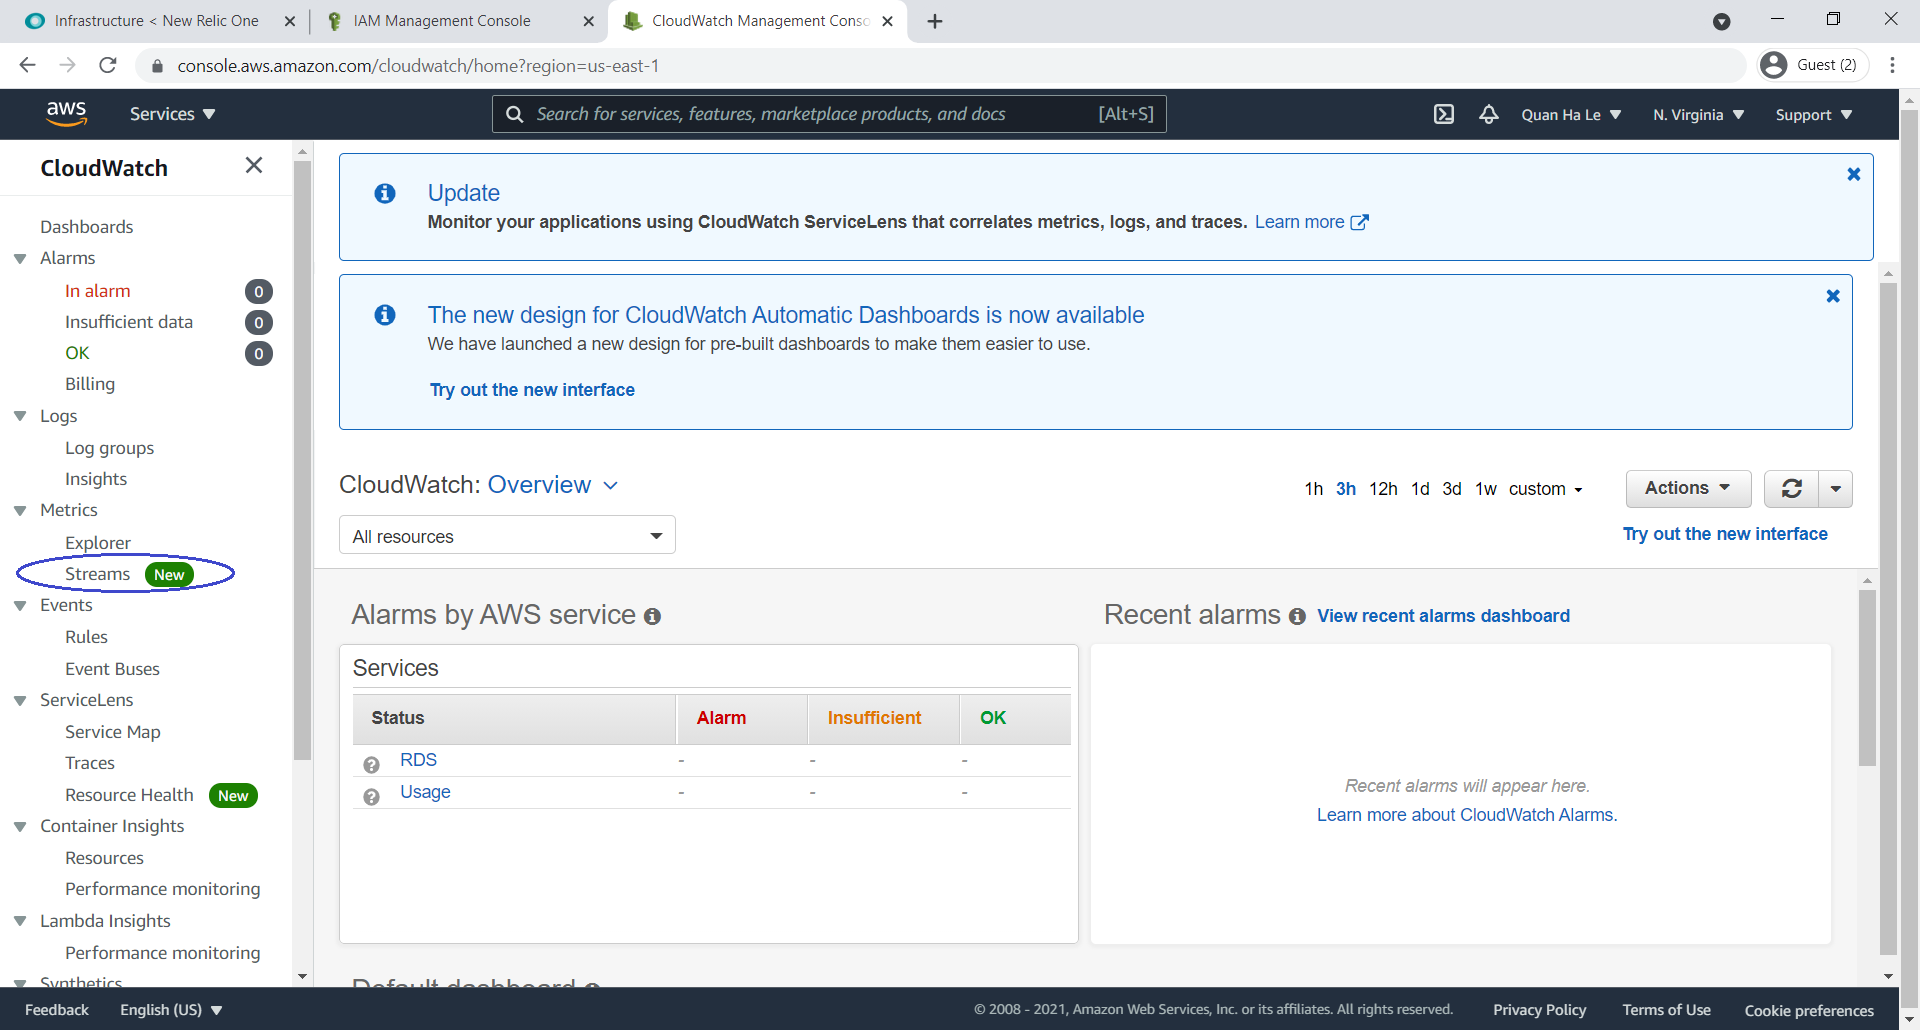 Infrastructure < New Relic One
IAM Management Console
CloudWatch Management Conso
console.aws.amazon.com/cloudwatch/home?region=us-east-1
Guest (2)
aws
Services
Search for services, features, marketplace products, and docs
[Alt+S]
Quan Ha Le
N. Virginia
Support
CloudWatch
Dashboards
Alarms
In alarm 0
Insufficient data 0
OK 0
Billing
Logs
Log groups
Insights
Metrics
Explorer
Streams New
Events
Rules
Event Buses
ServiceLens
Service Map
Traces
Resource Health New
Container Insights
Resources
Performance monitoring
Lambda Insights
Performance monitoring
Synthetics
Update
Monitor your applications using CloudWatch ServiceLens that correlates metrics, logs, and traces. Learn more
The new design for CloudWatch Automatic Dashboards is now available
We have launched a new design for pre-built dashboards to make them easier to use.
Try out the new interface
CloudWatch: Overview
1h 3h 12h 1d 3d 1w custom
Actions
All resources
Try out the new interface
Alarms by AWS service
Services
Status Alarm Insufficient OK
RDS - - -
Usage - - -
Recent alarms View recent alarms dashboard
Recent alarms will appear here.
Learn more about CloudWatch Alarms.
Default dashboard
Feedback
English (US)
© 2008 - 2021, Amazon Web Services, Inc. or its affiliates. All rights reserved.
Privacy Policy
Terms of Use
Cookie preferences